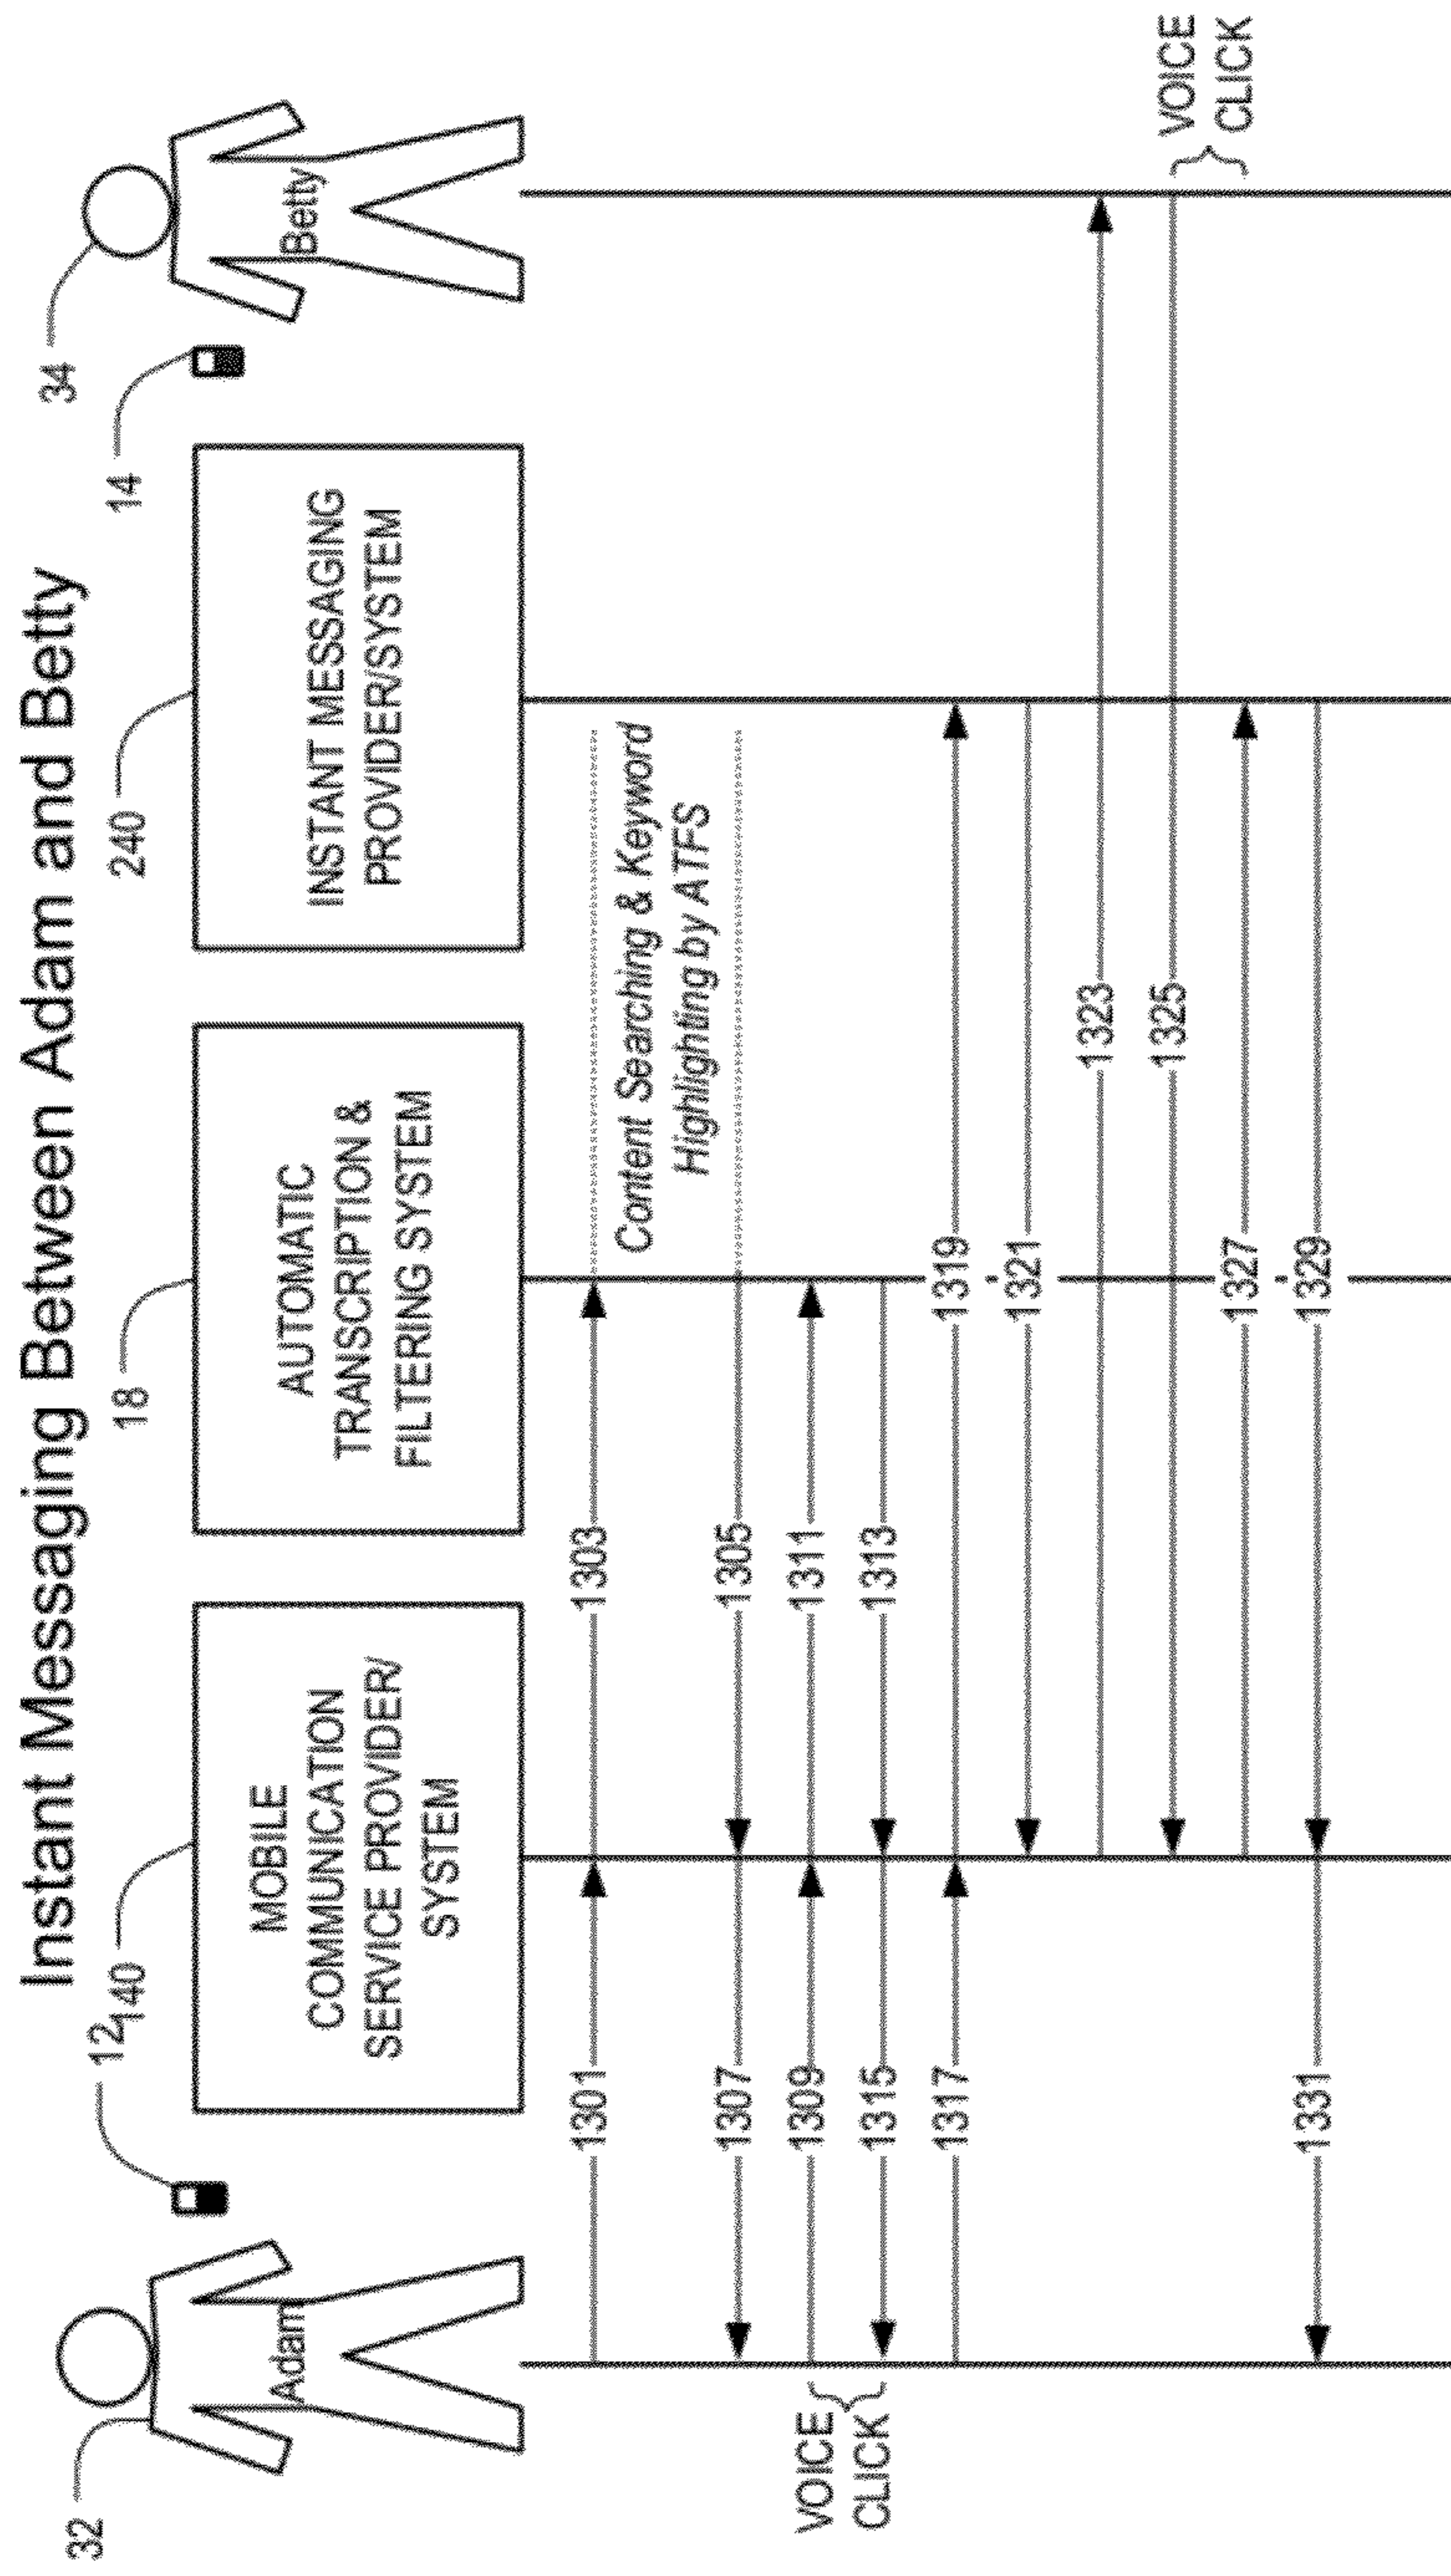 Instant Messaging Between Adam and Betty
32
12
140
18
240
14
34
Adam
MOBILE
COMMUNICATION
SERVICE PROVIDER/
SYSTEM
AUTOMATIC
TRANSCRIPTION &
FILTERING SYSTEM
INSTANT MESSAGING
PROVIDER/SYSTEM
Betty
1301
1303
Content Searching & Keyword
Highlighting by ATFS
1307
1305
VOICE
CLICK
1309
1311
1315
1313
1317
1319
1321
1323
1325
VOICE
CLICK
1327
1331
1329